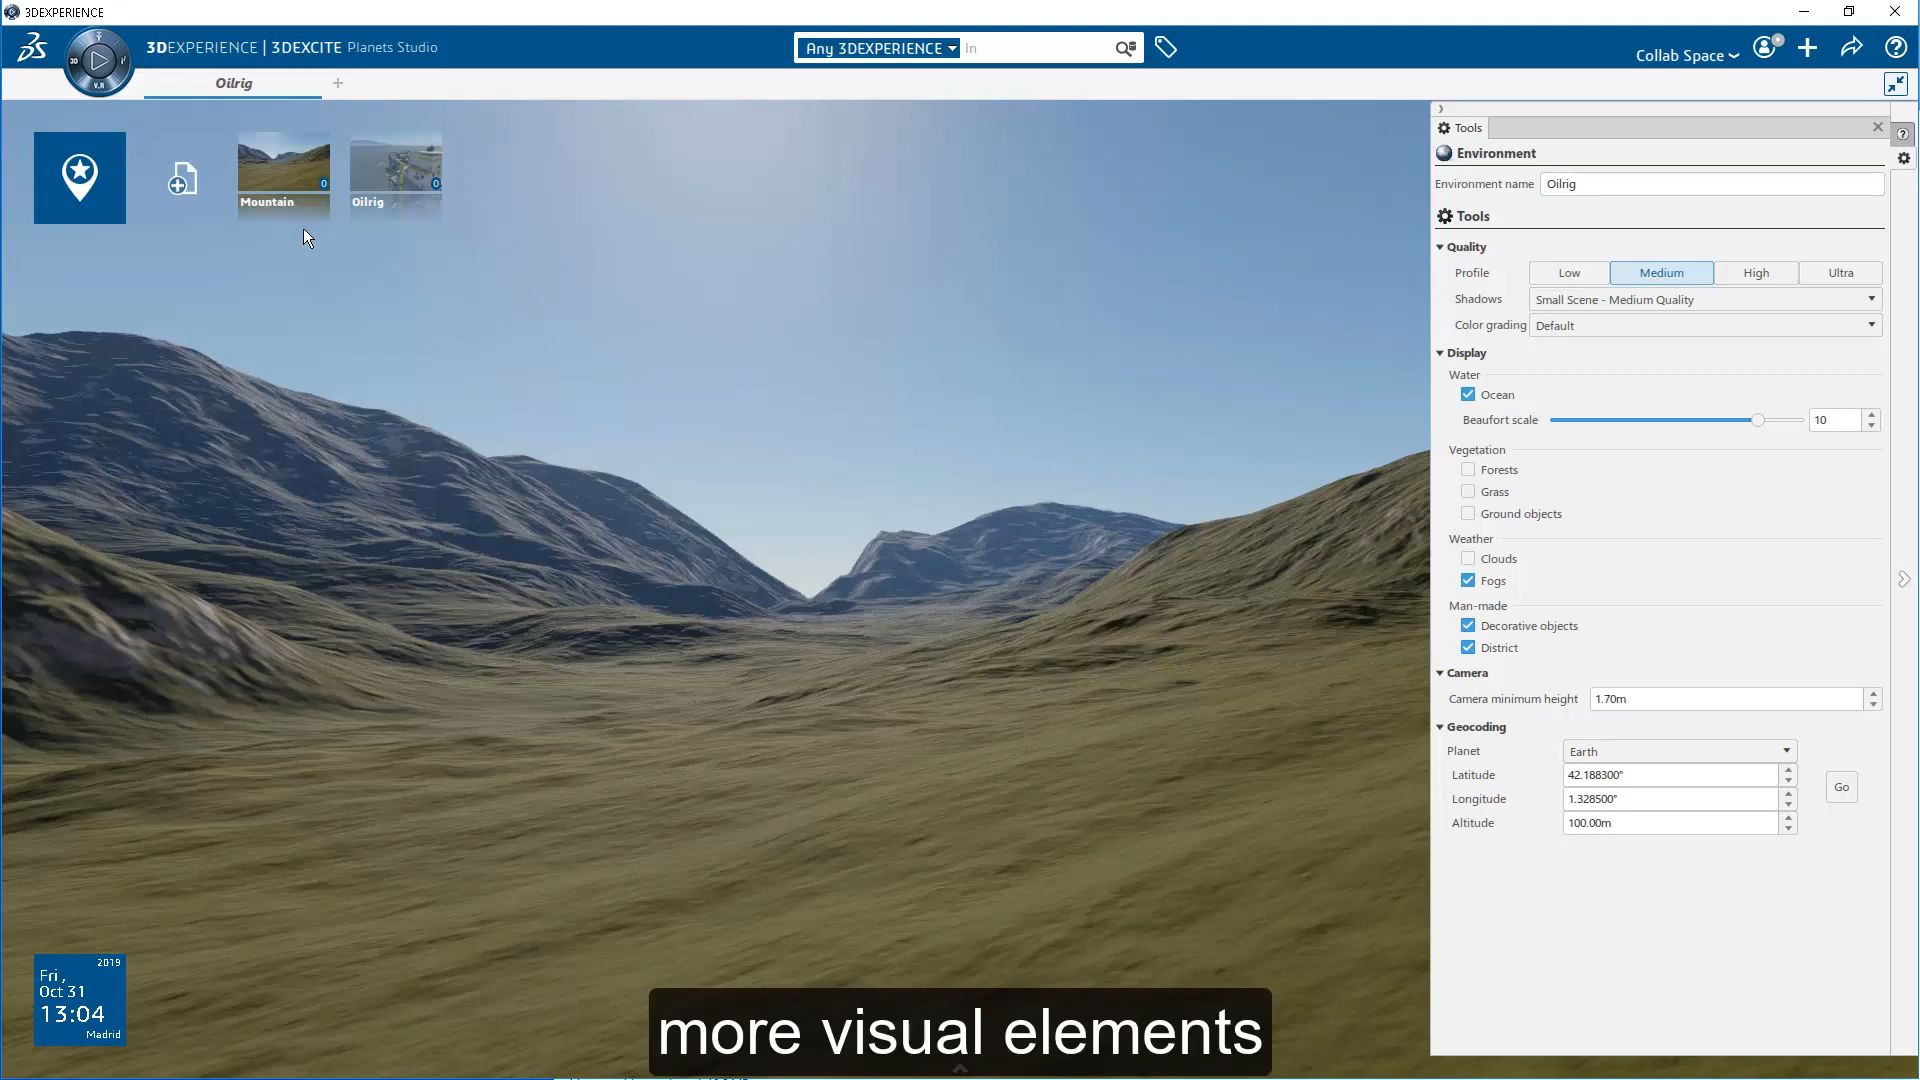 3DEXPERIENCE
3DEXPERIENCE | 3DEXCITE Planets Studio
Any 3DEXPERIENCE
In
Collab Space
3D
V.R
Oilrig
0
Mountain
0
Oilrig
Tools
Environment
Environment name Oilrig
Tools
Quality
Profile Low Medium High Ultra
Shadows Small Scene - Medium Quality
Color grading Default
Display
Water
Ocean
Beaufort scale 10
Vegetation
Forests
Grass
Ground objects
Weather
Clouds
Fogs
Man-made
Decorative objects
District
Camera
Camera minimum height 1.70m
Geocoding
Planet Earth
Latitude 42.188300°
Longitude 1.328500°
Go
Altitude 100.00m
2019
Fri ,
Oct 31
13:04
Madrid
more visual elements